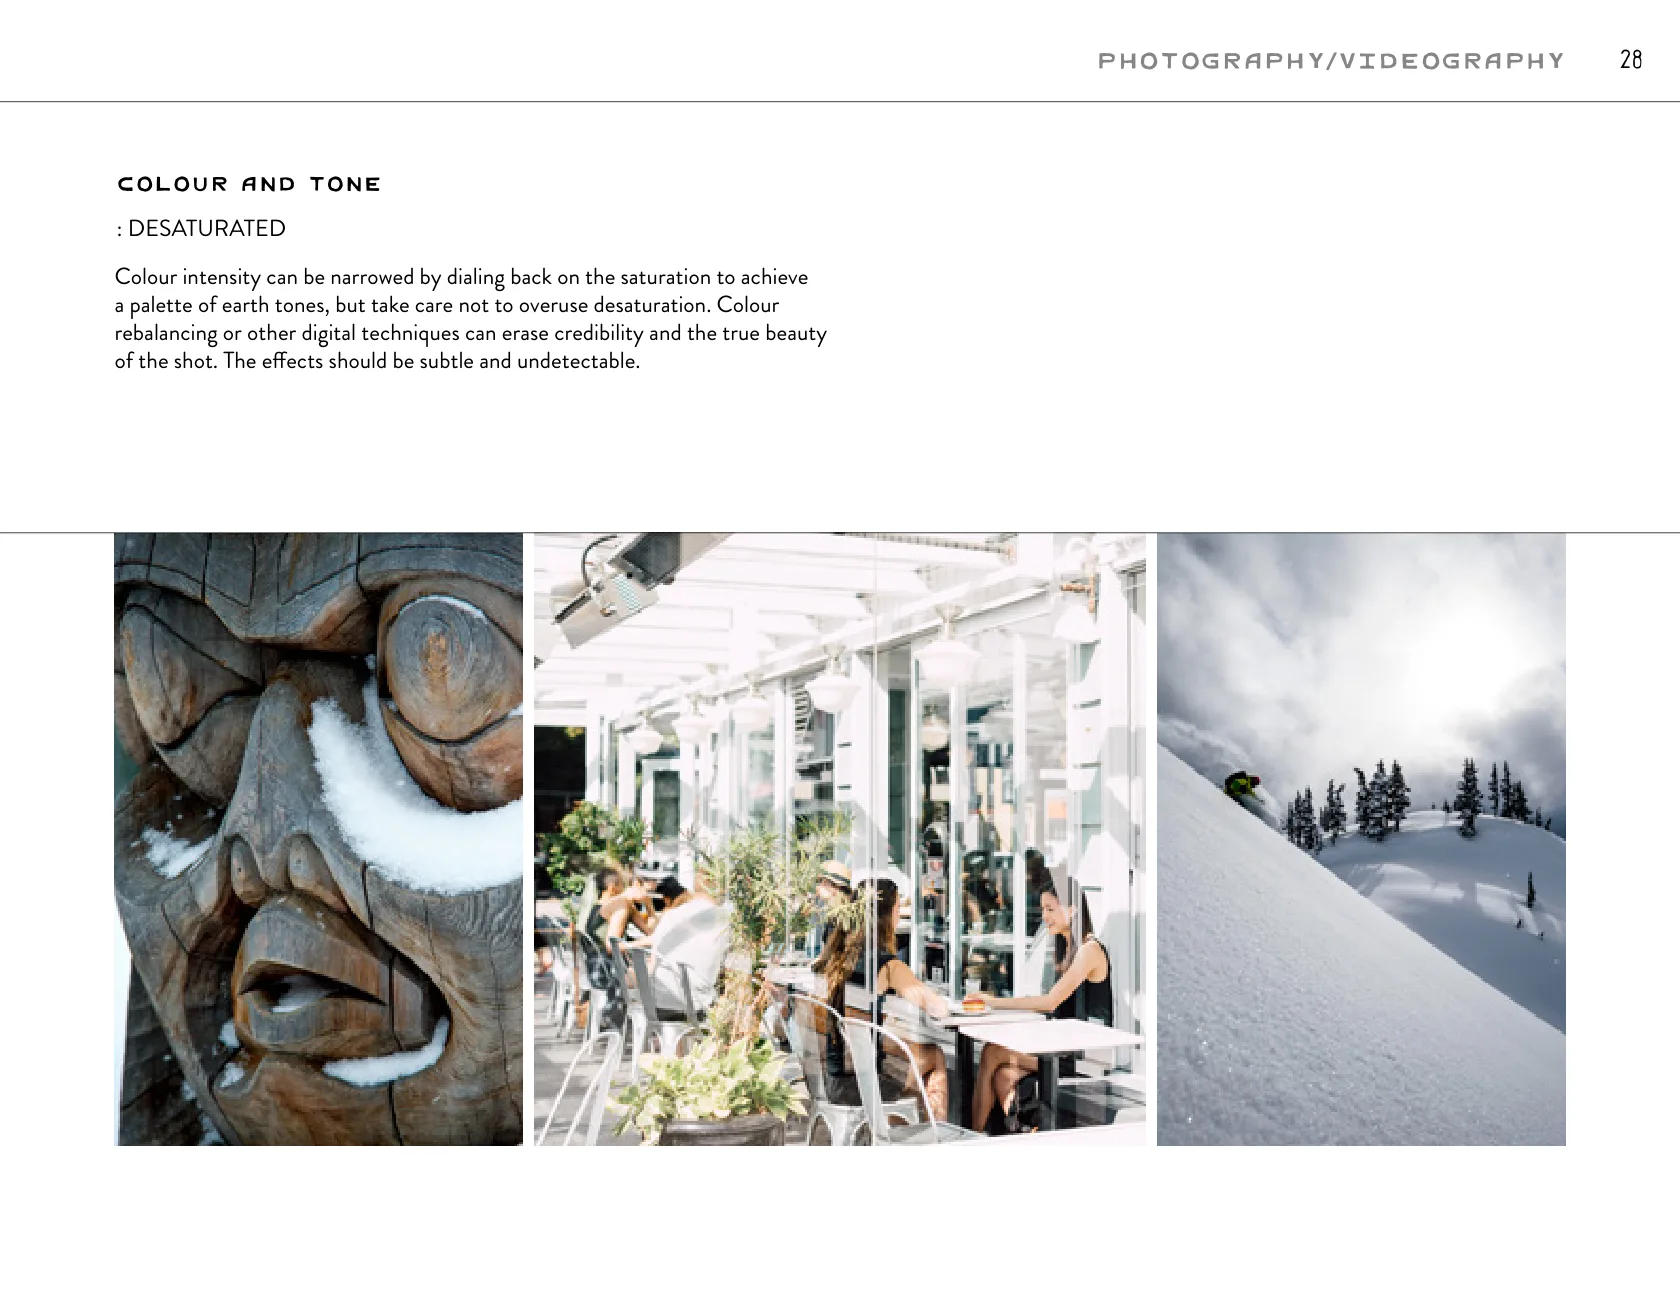 PHOTOGRAPHY/VIDEOGRAPHY 28
COLOUR AND TONE
: DESATURATED
Colour intensity can be narrowed by dialing back on the saturation to achieve
a palette of earth tones, but take care not to overuse desaturation. Colour
rebalancing or other digital techniques can erase credibility and the true beauty
of the shot. The effects should be subtle and undetectable.